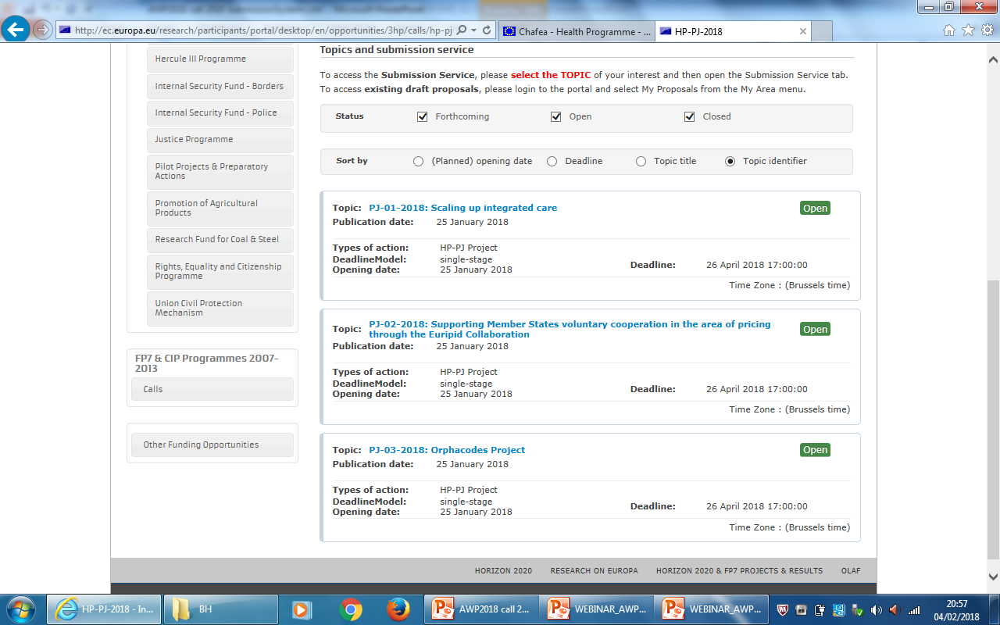 http://ec.europa.eu/research/participants/portal/desktop/en/opportunities/3hp/calls/hp-pj
Chafea - Health Programme - ...
HP-PJ-2018
Hercule III Programme
Internal Security Fund - Borders
Internal Security Fund - Police
Justice Programme
Pilot Projects & Preparatory
Actions
Promotion of Agricultural
Products
Research Fund for Coal & Steel
Rights, Equality and Citizenship
Programme
Union Civil Protection
Mechanism
FP7 & CIP Programmes 2007-
2013
Calls
Other Funding Opportunities
Topics and submission service
To access the Submission Service, please select the TOPIC of your interest and then open the Submission Service tab.
To access existing draft proposals, please login to the portal and select My Proposals from the My Area menu.
Status Forthcoming Open Closed
Sort by (Planned) opening date Deadline Topic title Topic identifier
Topic: PJ-01-2018: Scaling up integrated care Open
Publication date: 25 January 2018
Types of action: HP-PJ Project
DeadlineModel: single-stage
Opening date: 25 January 2018 Deadline: 26 April 2018 17:00:00
Time Zone : (Brussels time)
Topic: PJ-02-2018: Supporting Member States voluntary cooperation in the area of pricing
through the Euripid Collaboration Open
Publication date: 25 January 2018
Types of action: HP-PJ Project
DeadlineModel: single-stage
Opening date: 25 January 2018 Deadline: 26 April 2018 17:00:00
Time Zone : (Brussels time)
Topic: PJ-03-2018: Orphacodes Project Open
Publication date: 25 January 2018
Types of action: HP-PJ Project
DeadlineModel: single-stage
Opening date: 25 January 2018 Deadline: 26 April 2018 17:00:00
Time Zone : (Brussels time)
HORIZON 2020 RESEARCH ON EUROPA HORIZON 2020 & FP7 PROJECTS & RESULTS OLAF
HP-PJ-2018 - In... BH AWP2018 call 2... WEBINAR_AWP... WEBINAR_AWP...
20:57
04/02/2018